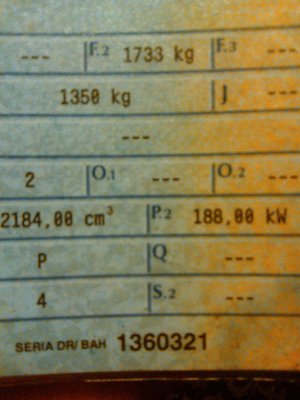 --- F.2 1733 kg F.3 ---
1350 kg J ---
---
2 O.1 --- O.2 ---
2184,00 cm³ P.2 188,00 kW
P Q ---
4 S.2 ---
SERIA DR/BAH 1360321